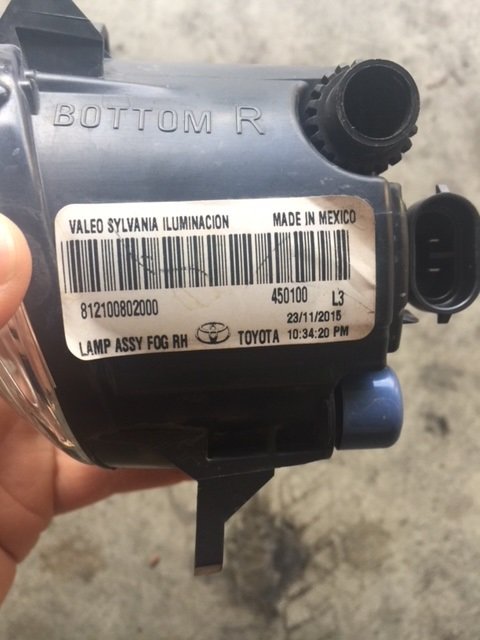 BOTTOM R
VALEO SYLVANIA ILUMINACION MADE IN MEXICO
812100802000 450100 L3
23/11/2015
LAMP ASSY FOG RH TOYOTA 10:34:20 PM